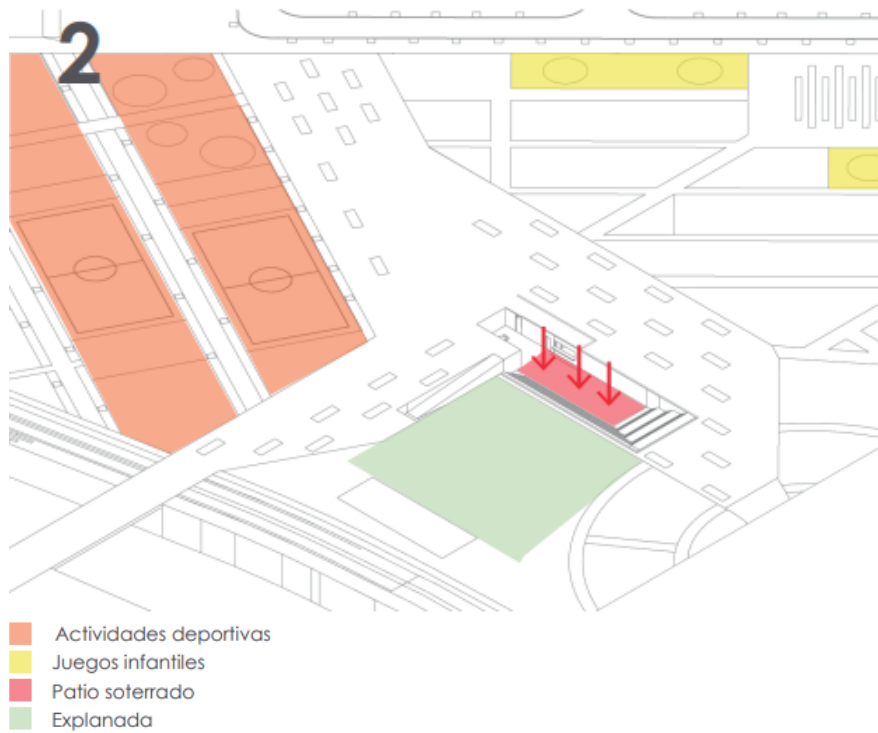 2
Actividades deportivas
Juegos infantiles
Patio soterrado
Explanada